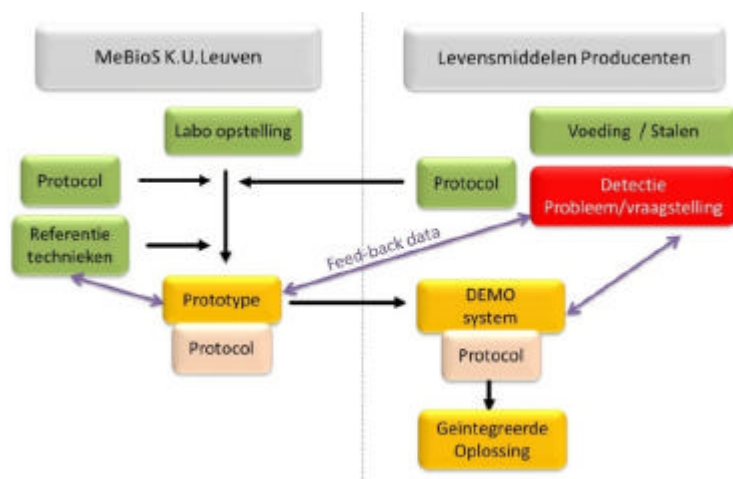 MeBioS K.U.Leuven
Levensmiddelen Producenten
Labo opstelling
Voeding / Stalen
Protocol
Protocol
Detectie
Probleem/vraagstelling
Referentie
technieken
Feed-back data
Prototype
DEMO
system
Protocol
Protocol
Geintegreerde
Oplossing